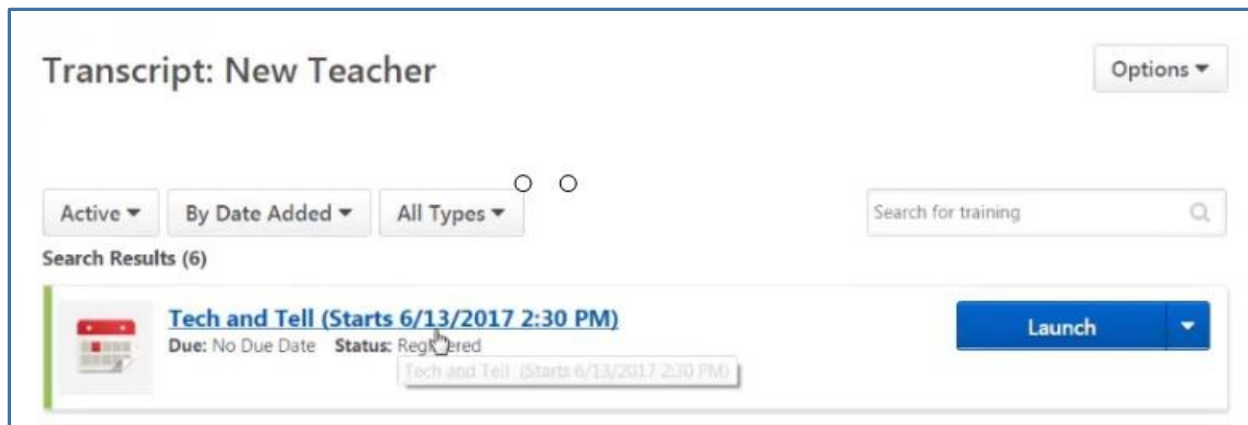 Transcript: New Teacher
Options
Active
By Date Added
All Types
Search for training
Search Results (6)
Tech and Tell (Starts 6/13/2017 2:30 PM)
Launch
Due: No Due Date Status: Registered
Tech and Tell (Starts 6/13/2017 2:30 PM)